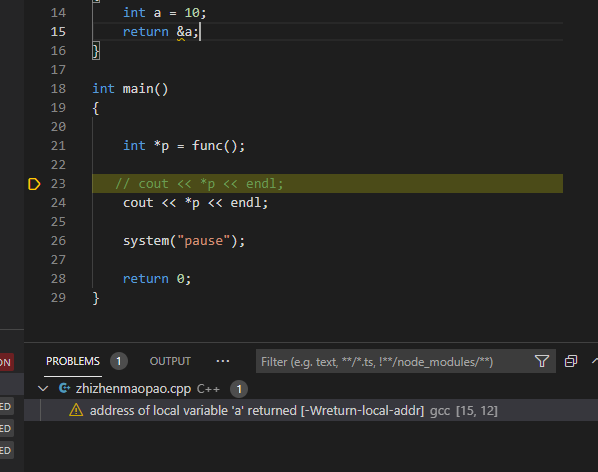 14 int a = 10;
15 return &a;
16 }
17
18 int main()
19 {
20
21 int *p = func();
22
23 // cout << *p << endl;
24 cout << *p << endl;
25
26 system("pause");
27
28 return 0;
29 }
ON
PROBLEMS 1 OUTPUT ··· Filter (e.g. text, **/*.ts, !**/node_modules/**)
zhizhenmaopao.cpp C++ 1
ED address of local variable 'a' returned [-Wreturn-local-addr] gcc [15, 12]
ED
ED